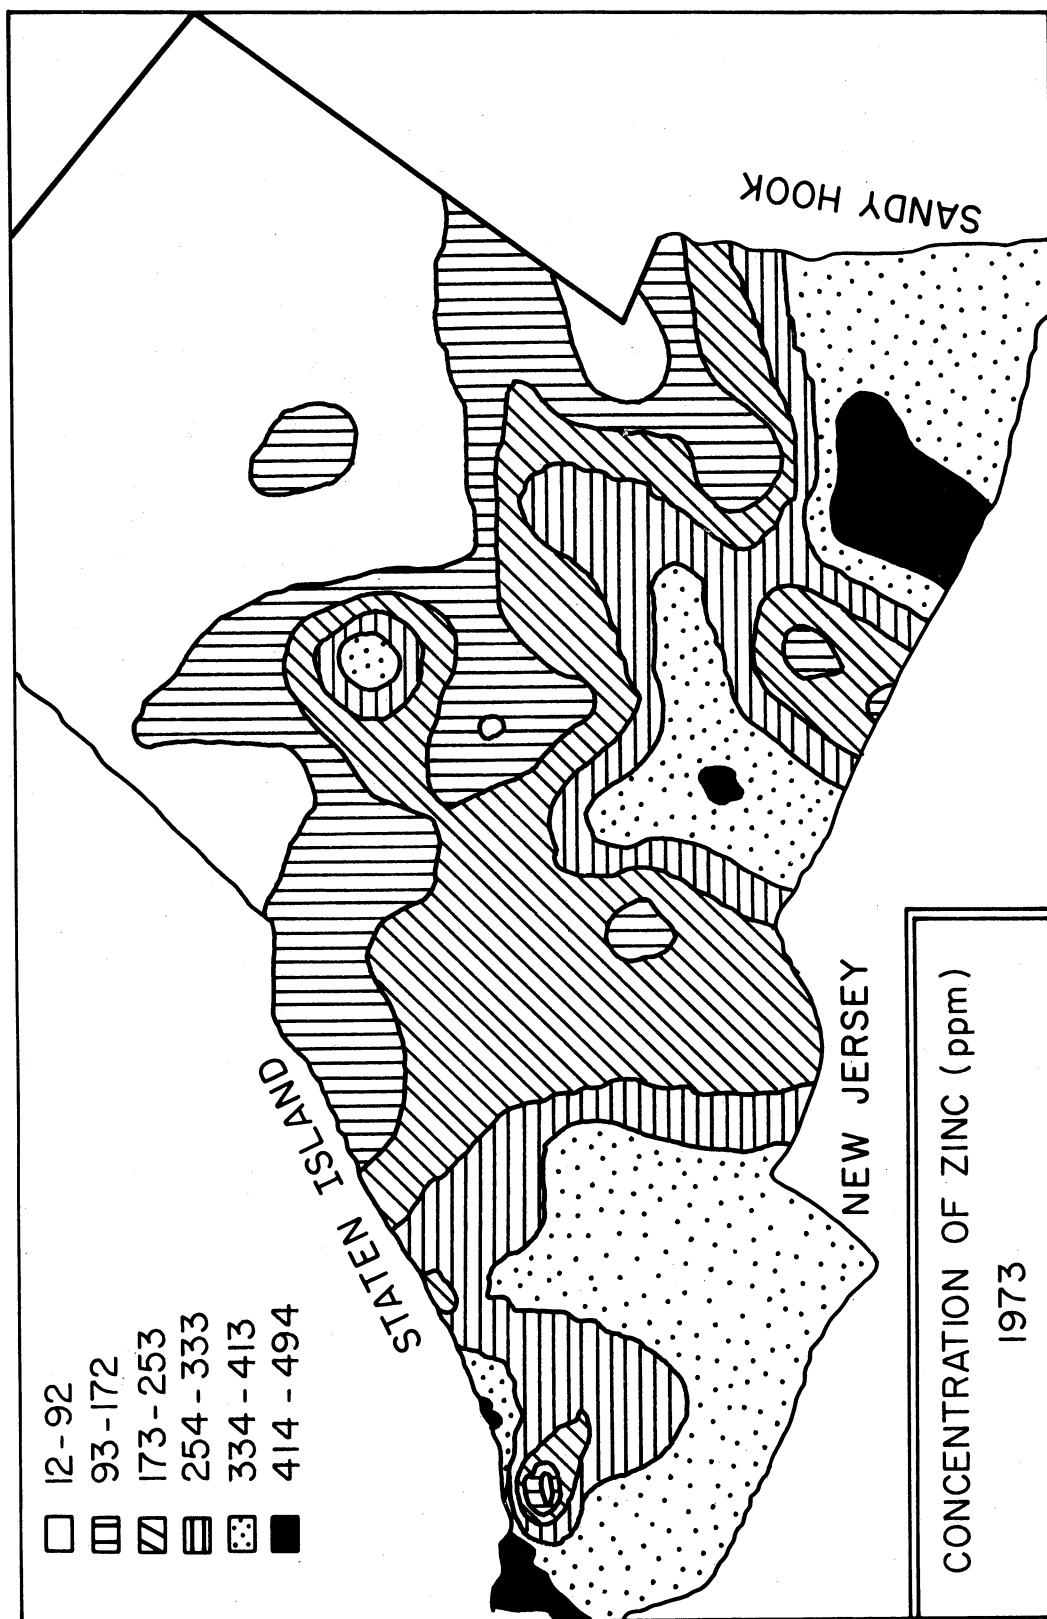 12-92
93-172
173-253
254-333
334-413
414-494
STATEN ISLAND
SANDY HOOK
NEW JERSEY
CONCENTRATION OF ZINC (ppm)
1973